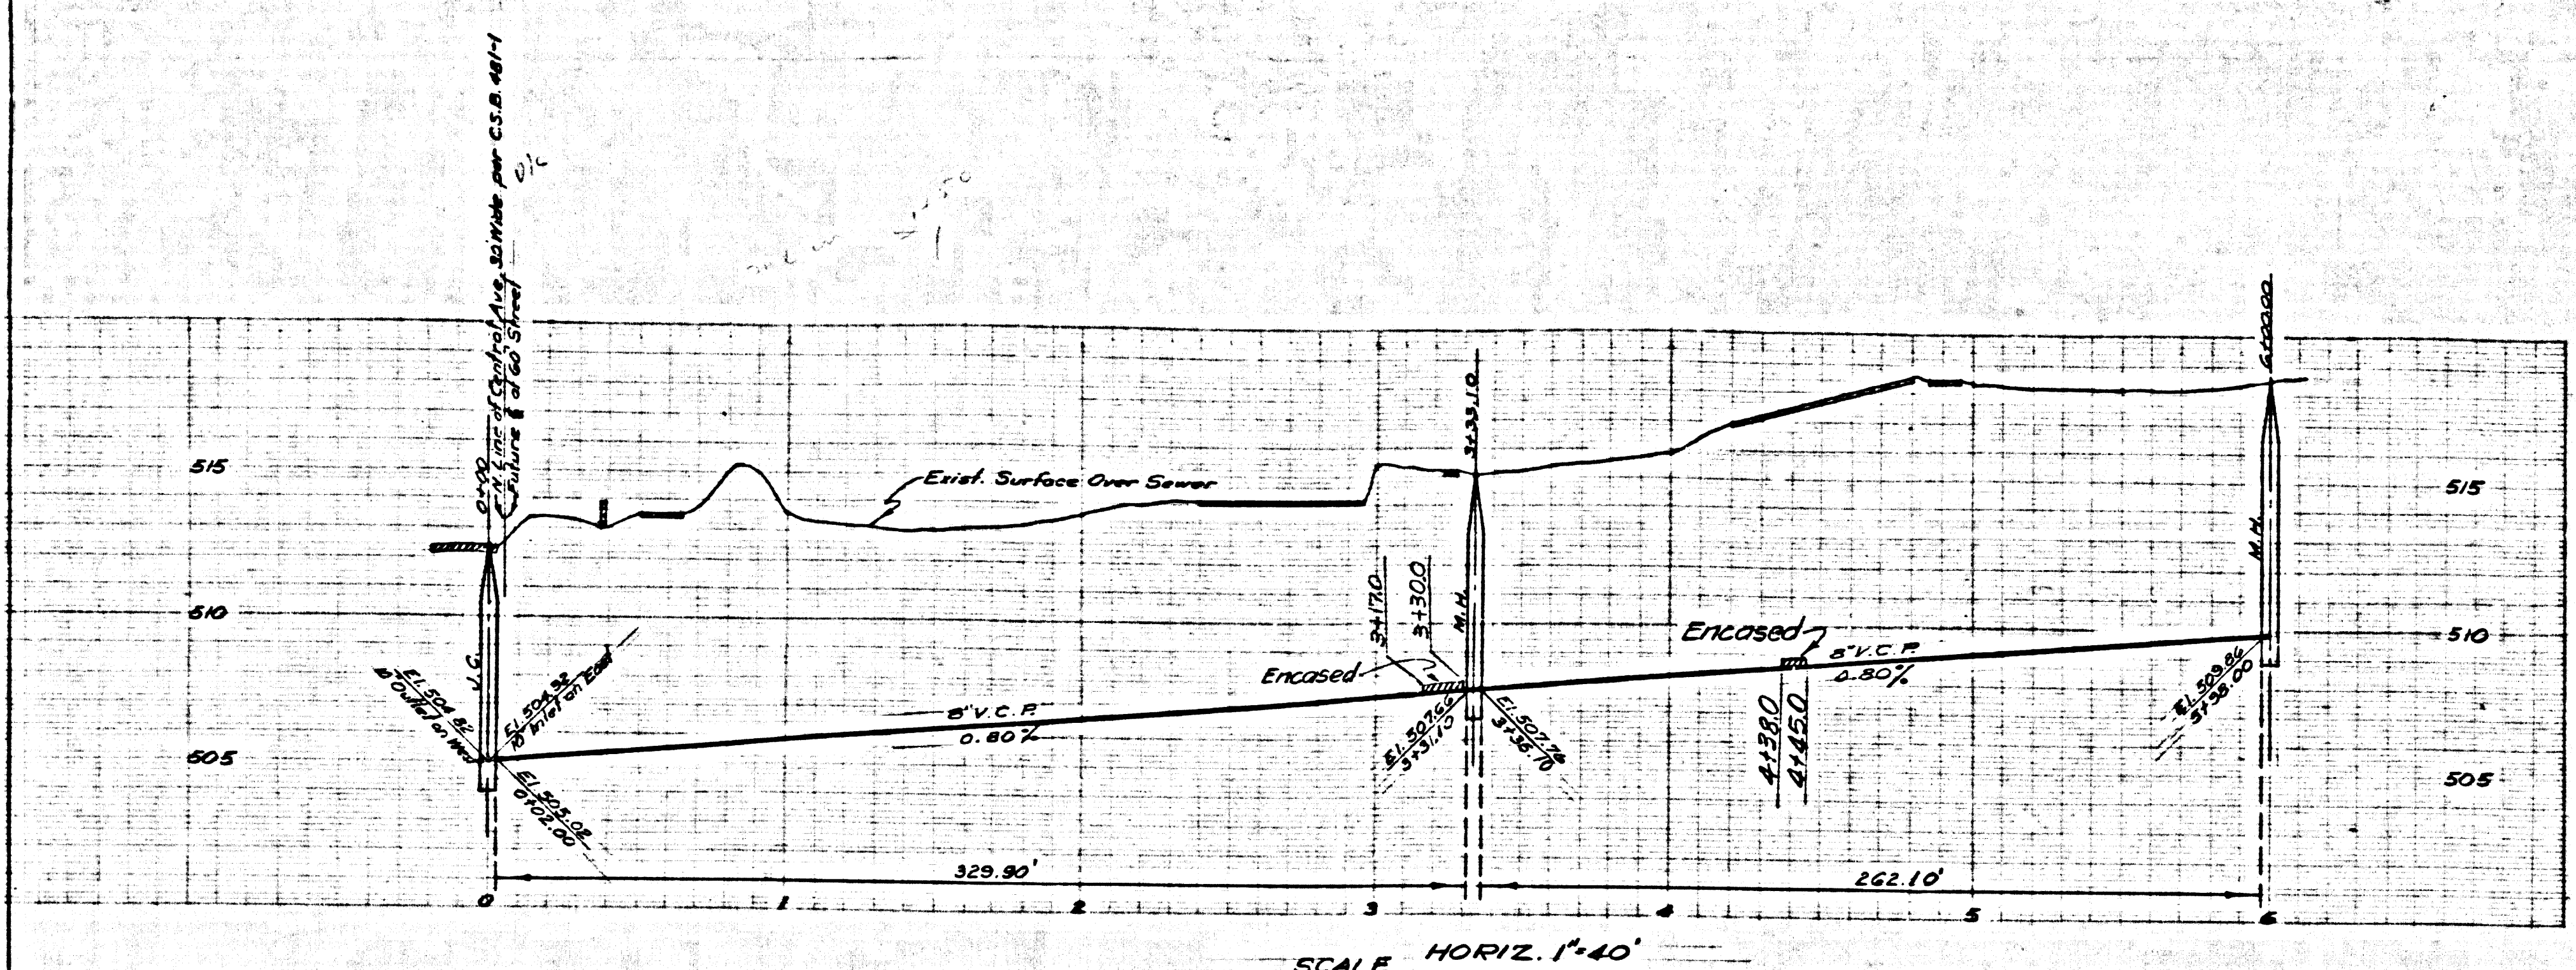 E.N. Line of Central Ave. 30' Wide per C.S.B. 481-1
Future ℄ of 60' Street
0+00
3+33.10
6+00.00
515
Exist. Surface Over Sewer
515
510
510
505
505
J.C.
M.H.
M.H.
El. 504.82
10" Outlet on West
El. 504.92
10" Inlet on East
El. 505.02
0+02.00
8" V.C.P.
0.80%
3+17.0
3+30.0
Encased
El. 507.66
3+31.10
El. 507.76
3+35.10
Encased
8" V.C.P.
0.80%
4+38.0
4+45.0
El. 509.86
5+98.00
329.90'
262.10'
0 1 2 3 4 5 6
SCALE HORIZ. 1"=40'